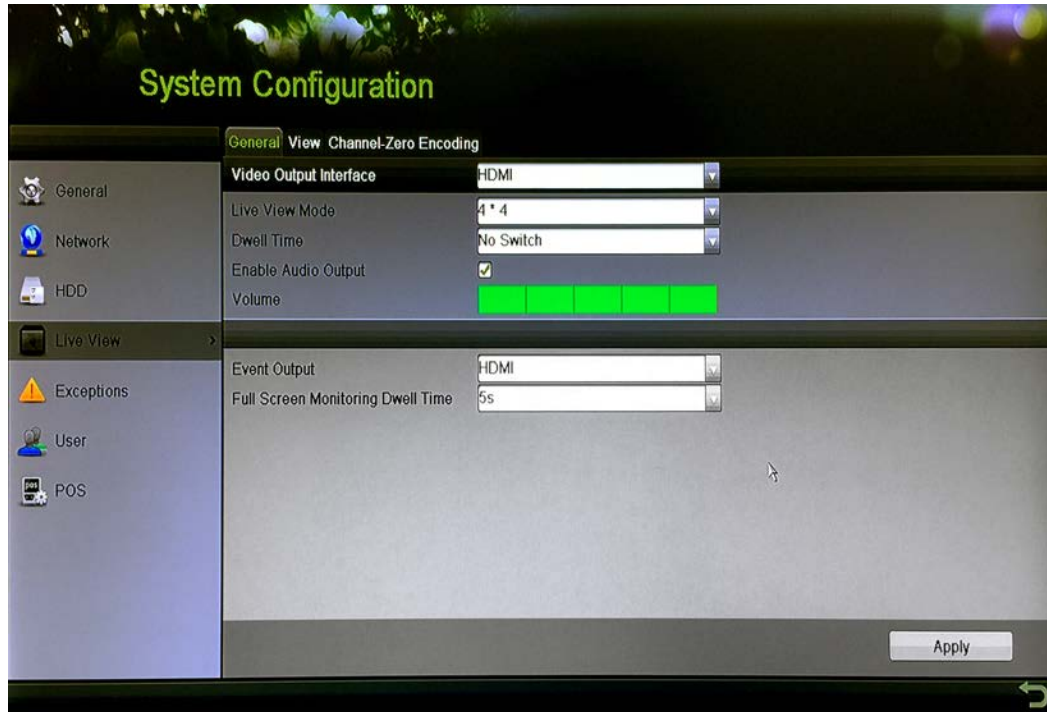 System Configuration
General View Channel-Zero Encoding
Video Output Interface HDMI
Live View Mode 4 * 4
Dwell Time No Switch
Enable Audio Output
Volume
Event Output HDMI
Full Screen Monitoring Dwell Time 5s
General
Network
HDD
Live View
Exceptions
User
POS
Apply